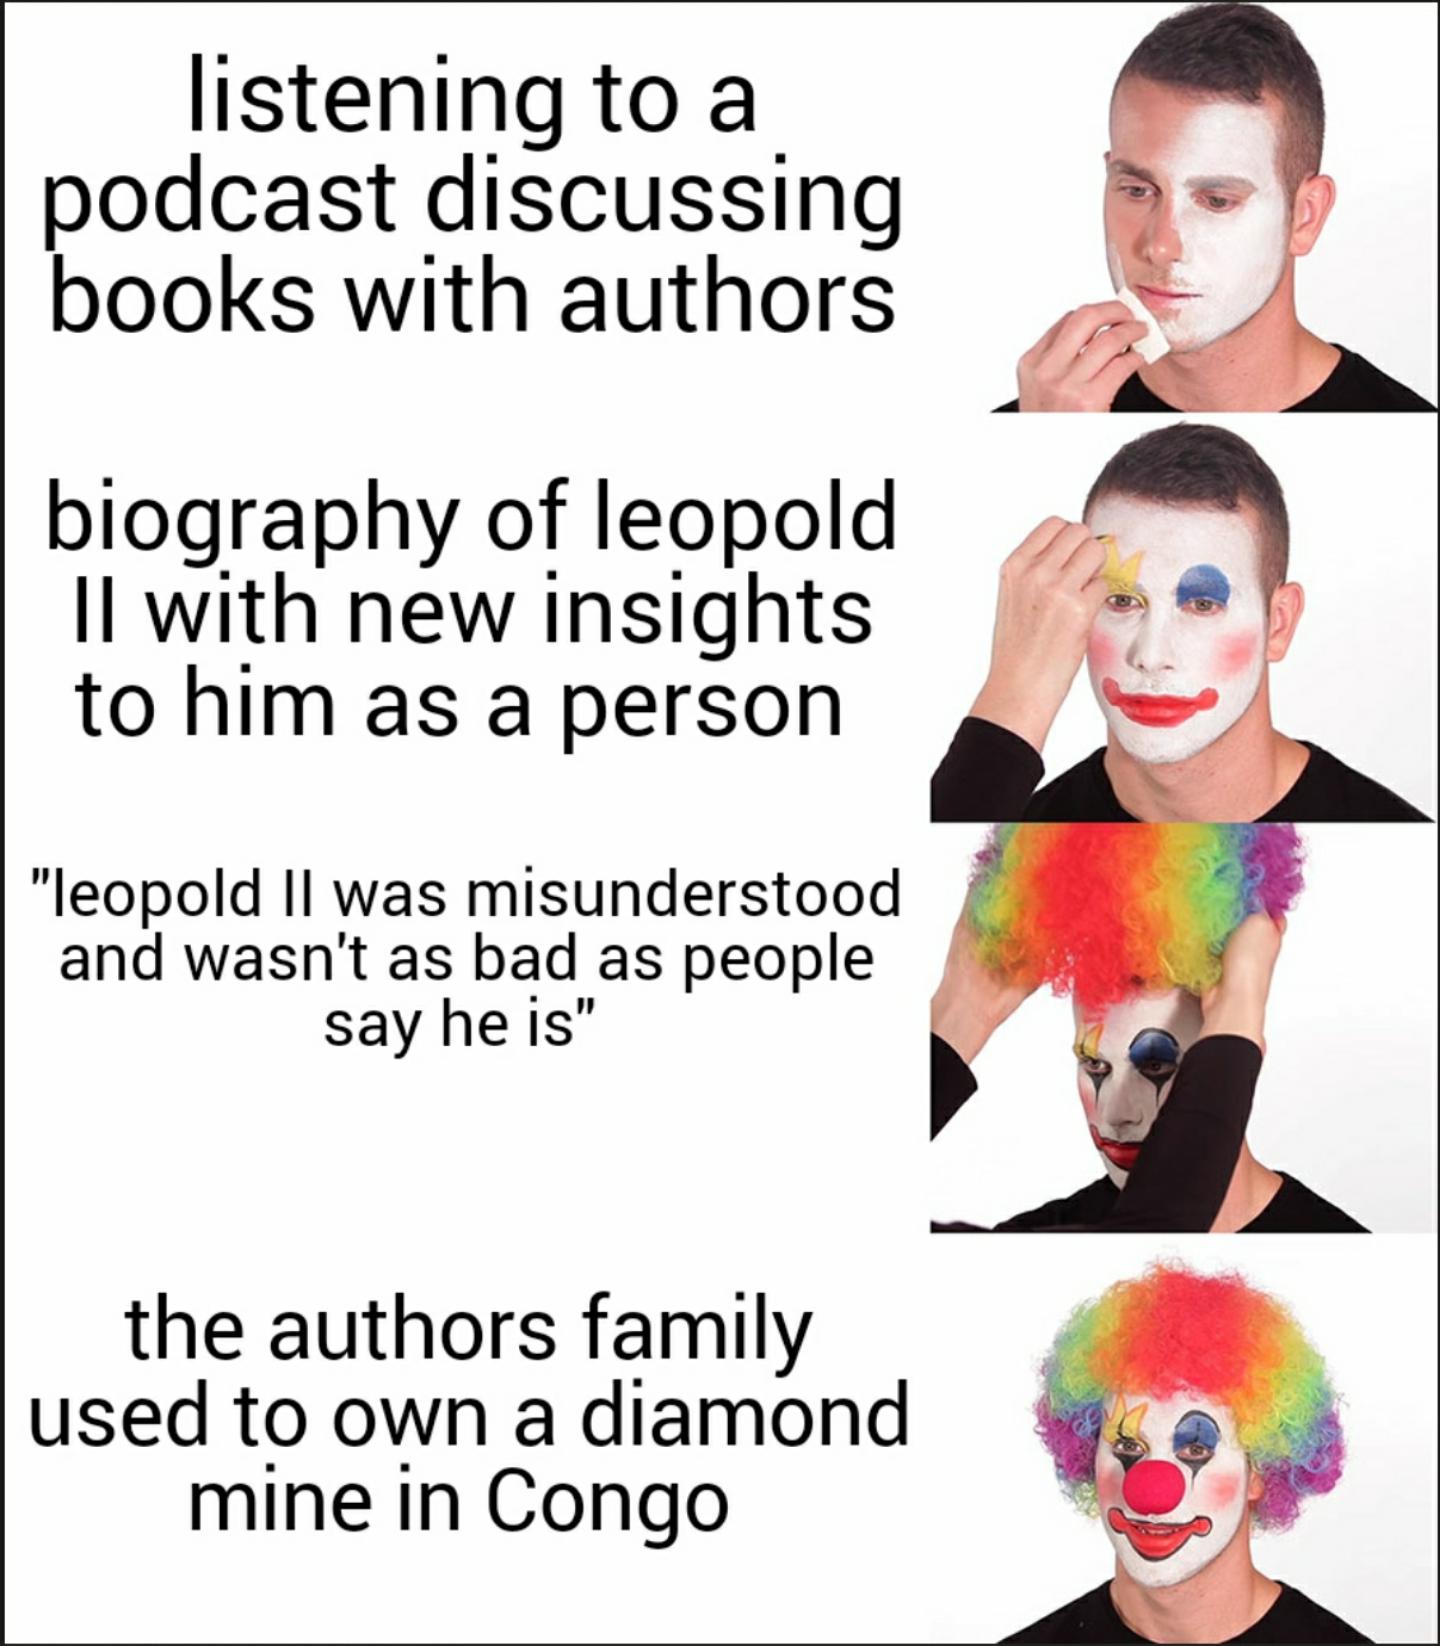 listening to a
podcast discussing
books with authors
biography of leopold
II with new insights
to him as a person
"leopold II was misunderstood
and wasn't as bad as people
say he is"
the authors family
used to own a diamond
mine in Congo